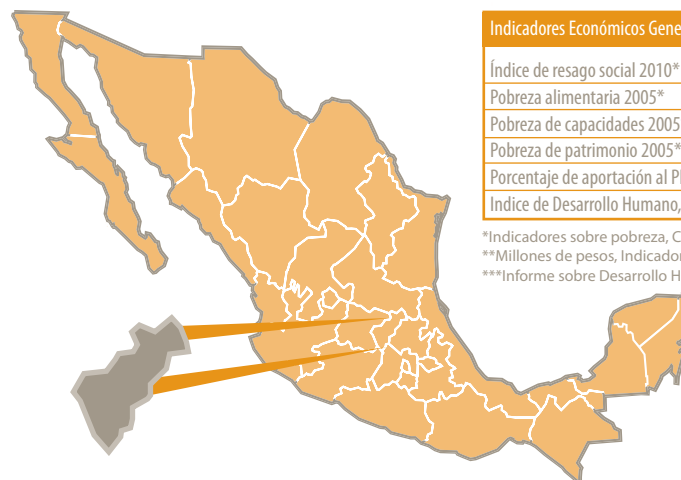 Indicadores Económicos Gene
Índice de resago social 2010*
Pobreza alimentaria 2005*
Pobreza de capacidades 2005
Pobreza de patrimonio 2005*
Porcentaje de aportación al P
Indice de Desarrollo Humano,
*Indicadores sobre pobreza, C
**Millones de pesos, Indicador
***Informe sobre Desarrollo H